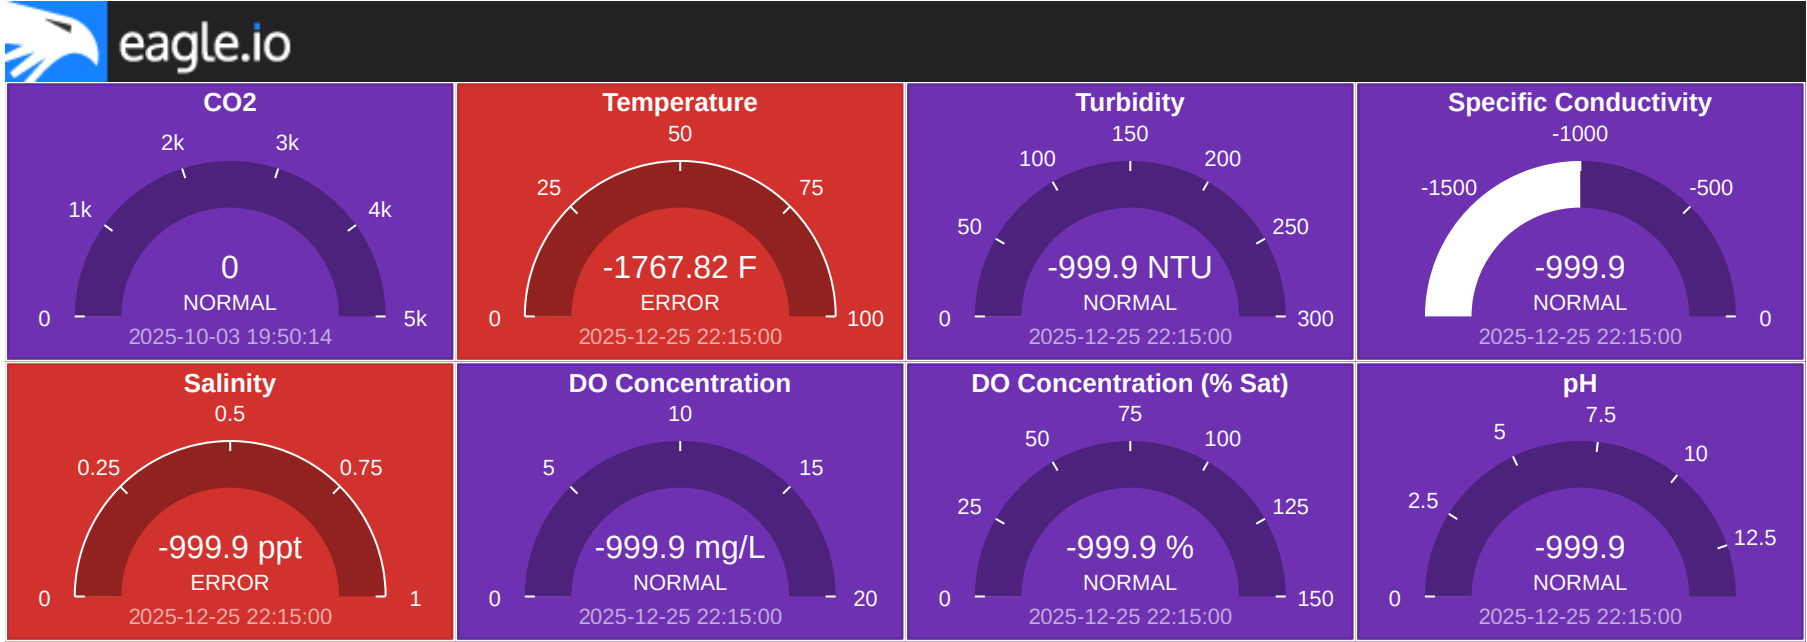 eagle.io
CO2
2k
3k
1k
4k
0
NORMAL
0
5k
2025-10-03 19:50:14
Temperature
50
25
75
-1767.82 F
ERROR
0
100
2025-12-25 22:15:00
Turbidity
150
100
200
50
250
-999.9 NTU
NORMAL
0
300
2025-12-25 22:15:00
Specific Conductivity
-1000
-1500
-500
-999.9
NORMAL
0
2025-12-25 22:15:00
Salinity
0.5
0.25
0.75
-999.9 ppt
ERROR
0
1
2025-12-25 22:15:00
DO Concentration
10
5
15
-999.9 mg/L
NORMAL
0
20
2025-12-25 22:15:00
DO Concentration (% Sat)
75
50
100
25
125
-999.9 %
NORMAL
0
150
2025-12-25 22:15:00
pH
7.5
5
10
2.5
12.5
-999.9
NORMAL
0
2025-12-25 22:15:00